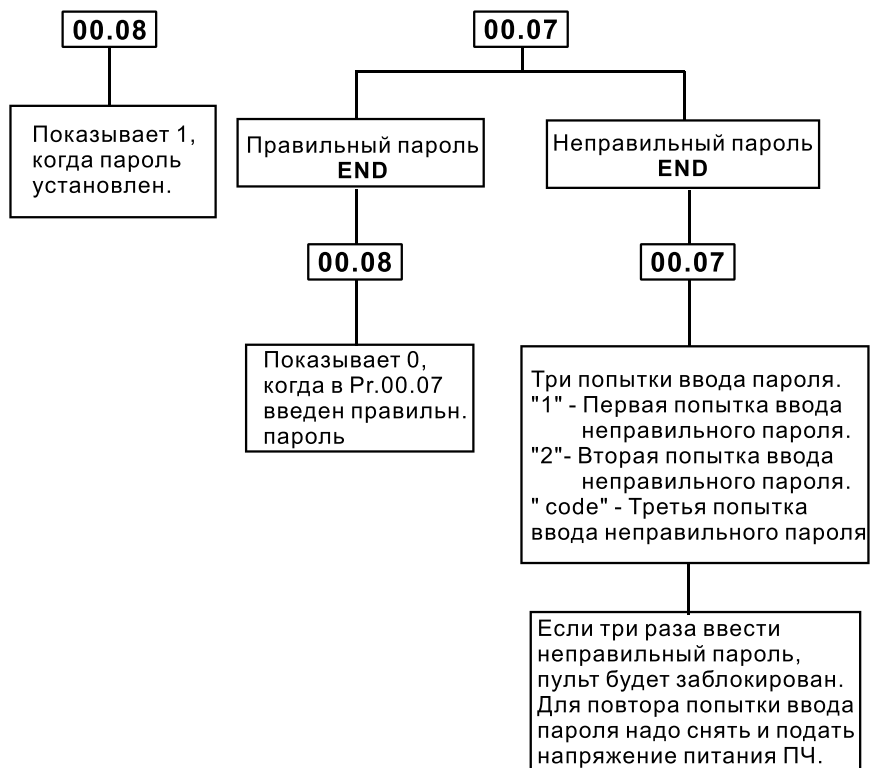 00.08
Показывает 1,
когда пароль
установлен.
00.07
Правильный пароль
END
00.08
Показывает 0,
когда в Pr.00.07
введен правильн.
пароль
Неправильный пароль
END
00.07
Три попытки ввода пароля.
"1" - Первая попытка ввода
неправильного пароля.
"2"- Вторая попытка ввода
неправильного пароля.
" code" - Третья попытка
ввода неправильного пароля
Если три раза ввести
неправильный пароль,
пульт будет заблокирован.
Для повтора попытки ввода
пароля надо снять и подать
напряжение питания ПЧ.